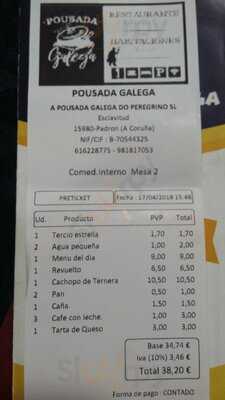 POUSADA
Galega
RESTAURANTE
HABITACIONES
P
POUSADA GALEGA
A POUSADA GALEGA DO PEREGRINO SL
Esclavitud
15980-Padron (A Coruña)
NIF/CIF : B-70544325
616228775 - 981817053
Comed.Interno Mesa 2
PRETICKET Fecha : 17/04/2018 15:46
Ud. Producto PVP Total
1 Tercio estrella 1,70 1,70
2 Agua pequeña 1,00 2,00
1 Menu del dia 9,00 9,00
1 Revuelto 6,50 6,50
1 Cachopo de Ternera 10,50 10,50
2 Pan 0,50 1,00
1 Caña. 1,50 1,50
3 Cafe con leche. 1,00 3,00
1 Tarta de Queso 3,00 3,00
Base 34,74 €
Iva (10%) 3,46 €
Total 38,20 €
Forma de pago : CONTADO